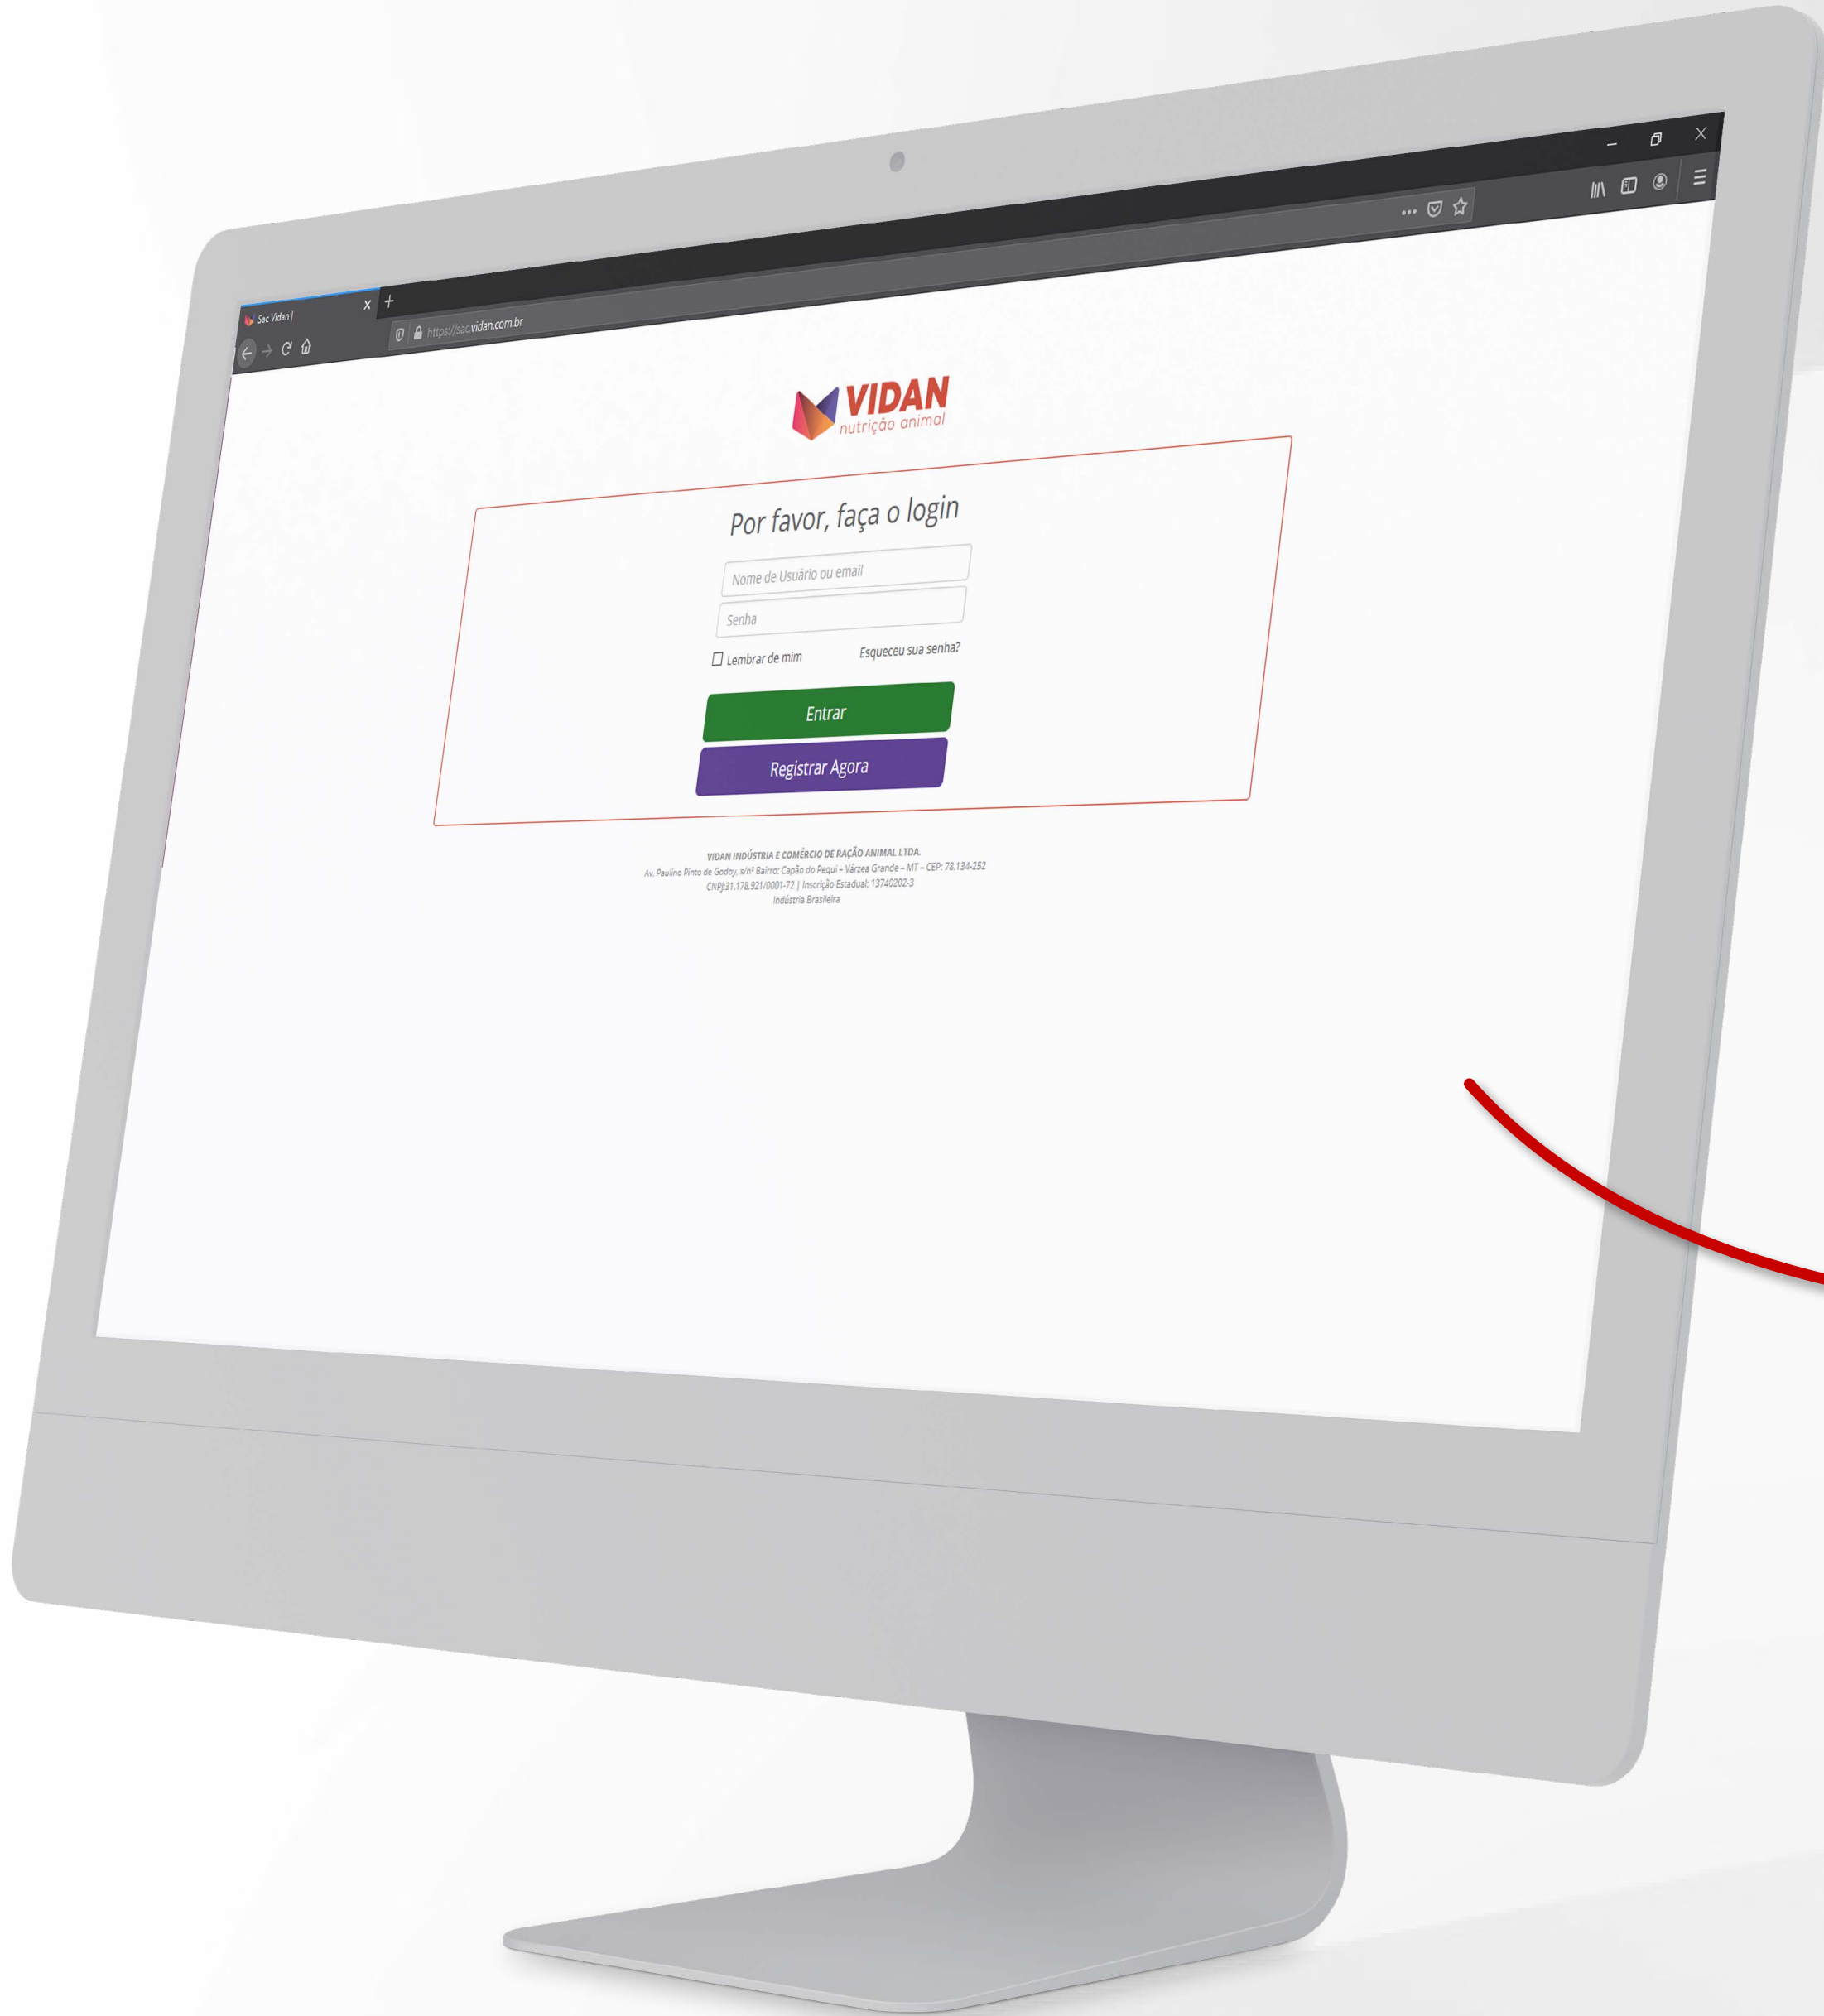 Sac Vidan |
https://sac.vidan.com.br
VIDAN
nutrição animal
Por favor, faça o login
Nome de Usuário ou email
Senha
Lembrar de mim
Esqueceu sua senha?
Entrar
Registrar Agora
VIDAN INDÚSTRIA E COMÉRCIO DE RAÇÃO ANIMAL LTDA.
Av. Paulino Pinto de Godoy, s/nº Bairro: Capão do Pequi – Várzea Grande – MT – CEP: 78.134-252
CNPJ:31.178.921/0001-72 | Inscrição Estadual: 13740202-3
Indústria Brasileira